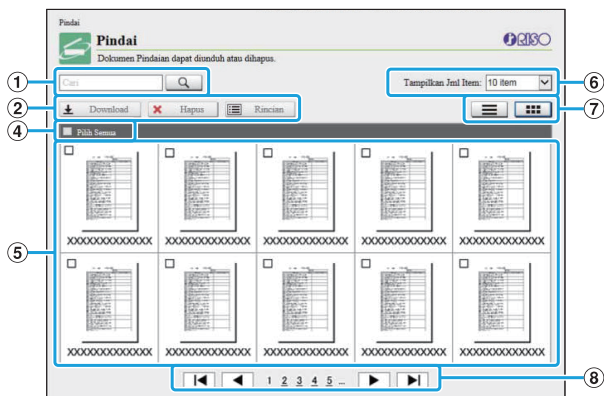 Pindai
Pindai
RISO
Dokumen Pindaian dapat diunduh atau dihapus.
① Cari Tampilkan Jml Item: 10 item ⑥
② Download Hapus Rincian ⑦
④ Pilih Semua
⑤
XXXXXXXXXXXXX XXXXXXXXXXXXX XXXXXXXXXXXXX XXXXXXXXXXXXX XXXXXXXXXXXXX
XXXXXXXXXXXXX XXXXXXXXXXXXX XXXXXXXXXXXXX XXXXXXXXXXXXX XXXXXXXXXXXXX
1 2 3 4 5 ... ⑧